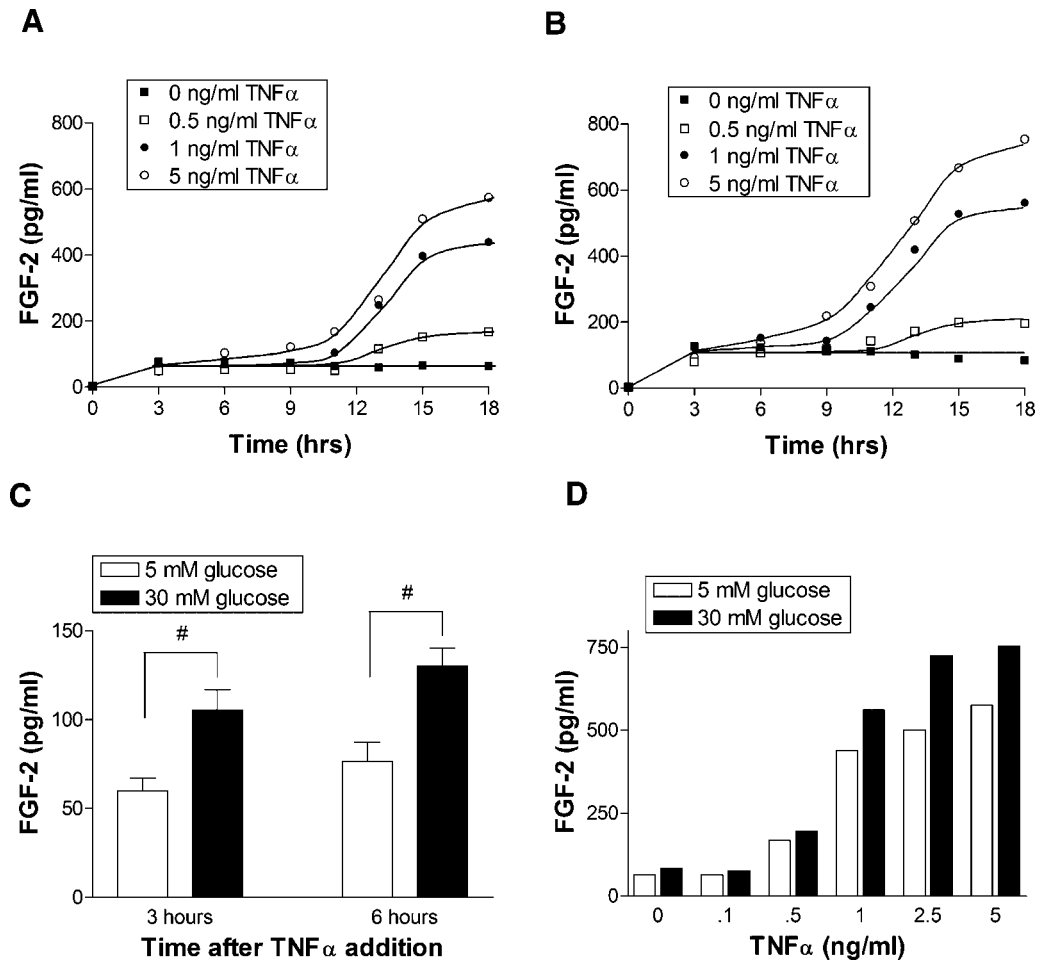 A
0 ng/ml TNFα
0.5 ng/ml TNFα
1 ng/ml TNFα
5 ng/ml TNFα
800
600
400
200
0
FGF-2 (pg/ml)
0 3 6 9 12 15 18
Time (hrs)
B
0 ng/ml TNFα
0.5 ng/ml TNFα
1 ng/ml TNFα
5 ng/ml TNFα
800
600
400
200
0
FGF-2 (pg/ml)
0 3 6 9 12 15 18
Time (hrs)
C
5 mM glucose
30 mM glucose
# #
150
100
50
0
FGF-2 (pg/ml)
3 hours 6 hours
Time after TNFα addition
D
5 mM glucose
30 mM glucose
750
500
250
0
FGF-2 (pg/ml)
0 .1 .5 1 2.5 5
TNFα (ng/ml)